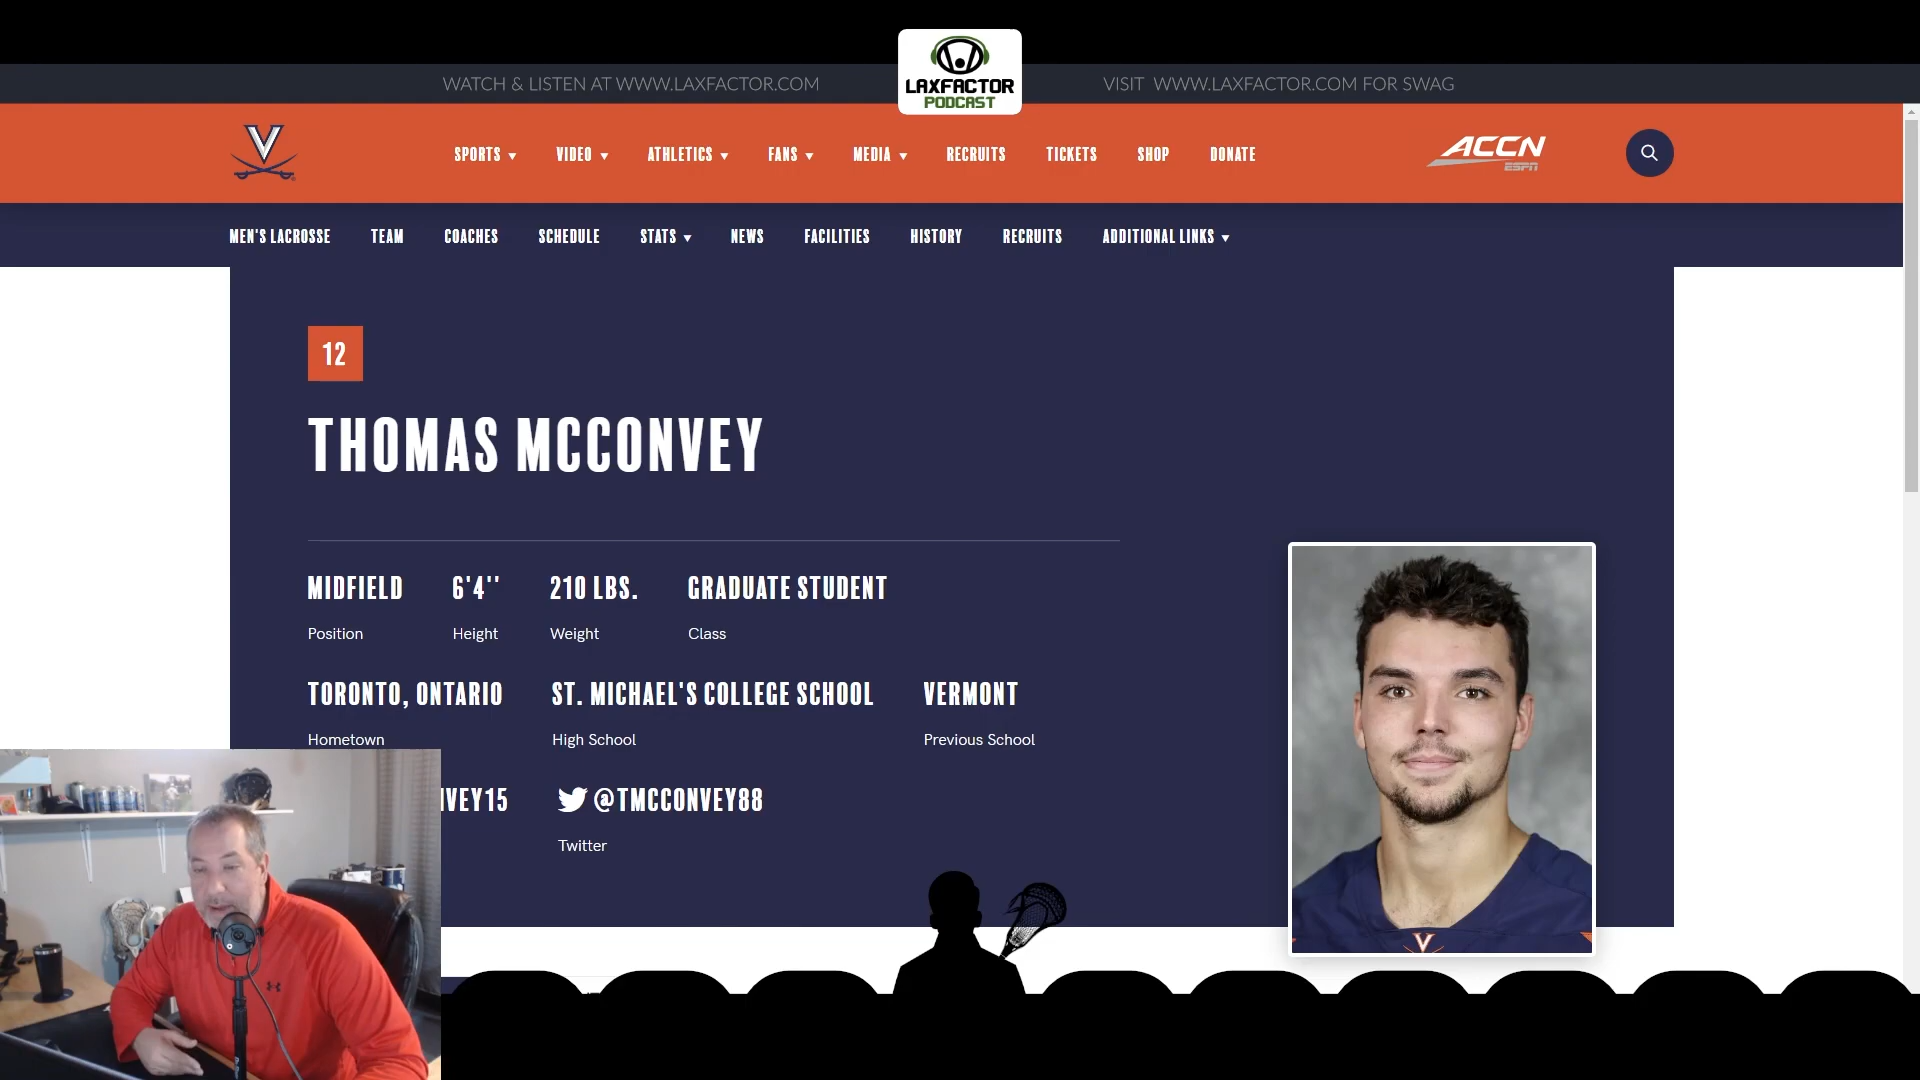 WATCH & LISTEN AT WWW.LAXFACTOR.COM
LAXFACTOR
PODCAST
VISIT WWW.LAXFACTOR.COM FOR SWAG
SPORTS VIDEO ATHLETICS FANS MEDIA RECRUITS TICKETS SHOP DONATE
ACCN
ESPN
MEN'S LACROSSE TEAM COACHES SCHEDULE STATS NEWS FACILITIES HISTORY RECRUITS ADDITIONAL LINKS
12
THOMAS MCCONVEY
MIDFIELD 6'4'' 210 LBS. GRADUATE STUDENT
Position Height Weight Class
TORONTO, ONTARIO ST. MICHAEL'S COLLEGE SCHOOL VERMONT
Hometown High School Previous School
VEY15 @TMCCONVEY88
Twitter
V